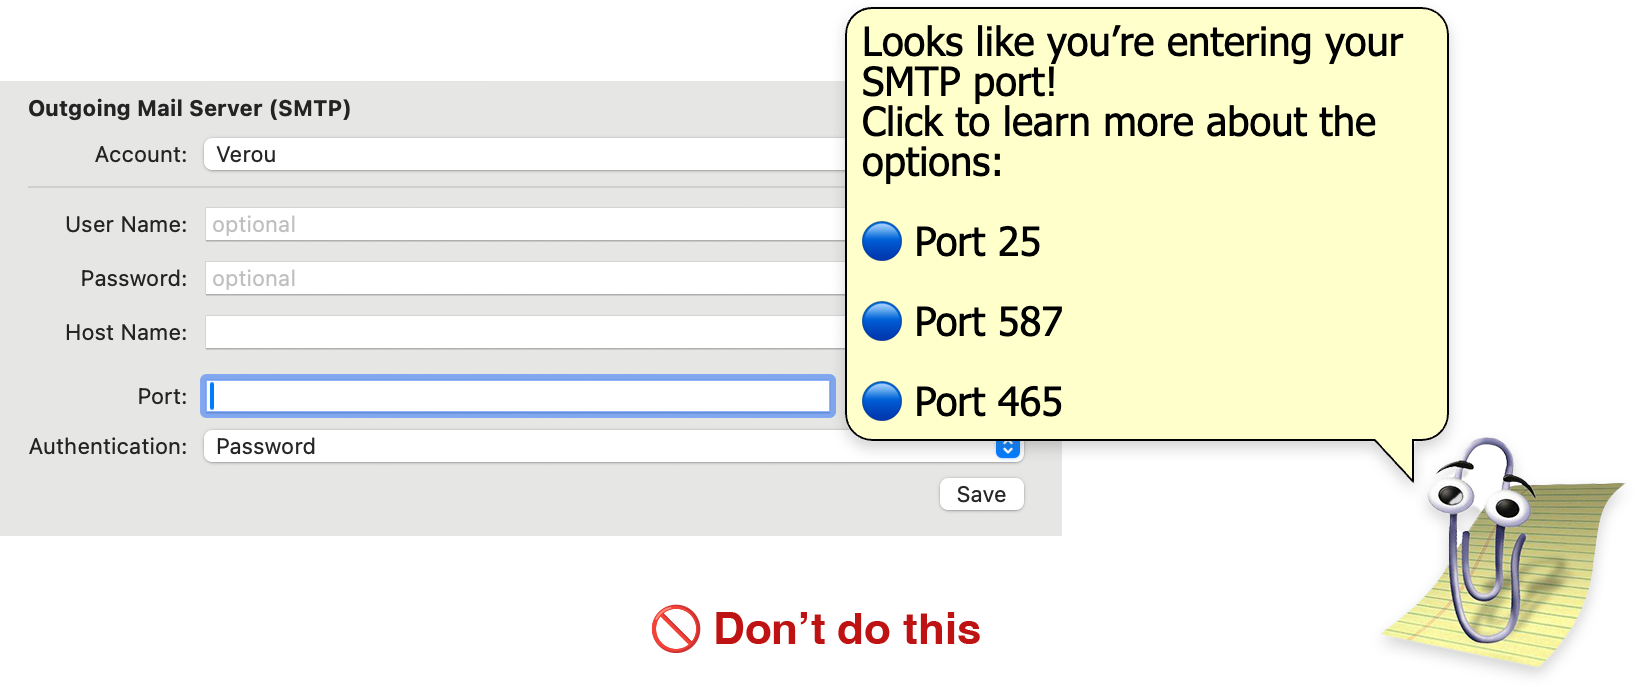 Outgoing Mail Server (SMTP)
Account: Verou
User Name: optional
Password: optional
Host Name:
Port:
Authentication: Password
Save
Looks like you’re entering your
SMTP port!
Click to learn more about the
options:
Port 25
Port 587
Port 465
🚫 Don’t do this